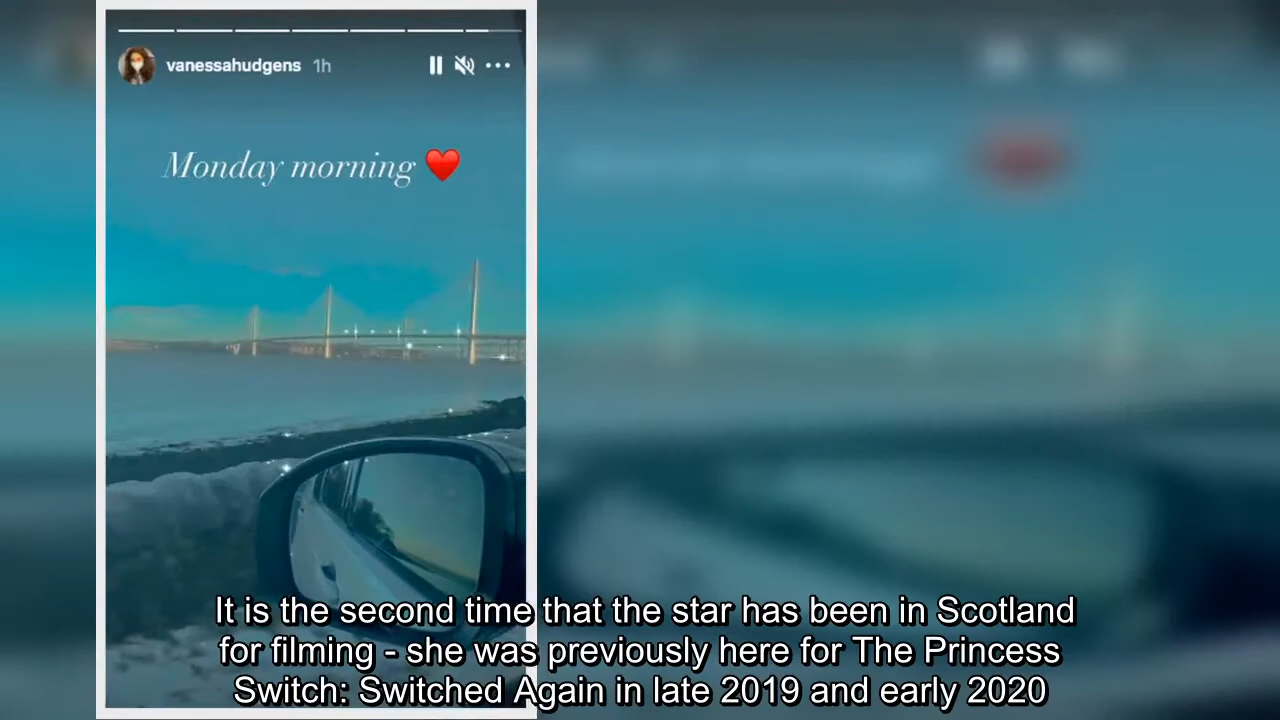 vanessahudgens 1h
Monday morning ❤️
It is the second time that the star has been in Scotland
for filming - she was previously here for The Princess
Switch: Switched Again in late 2019 and early 2020